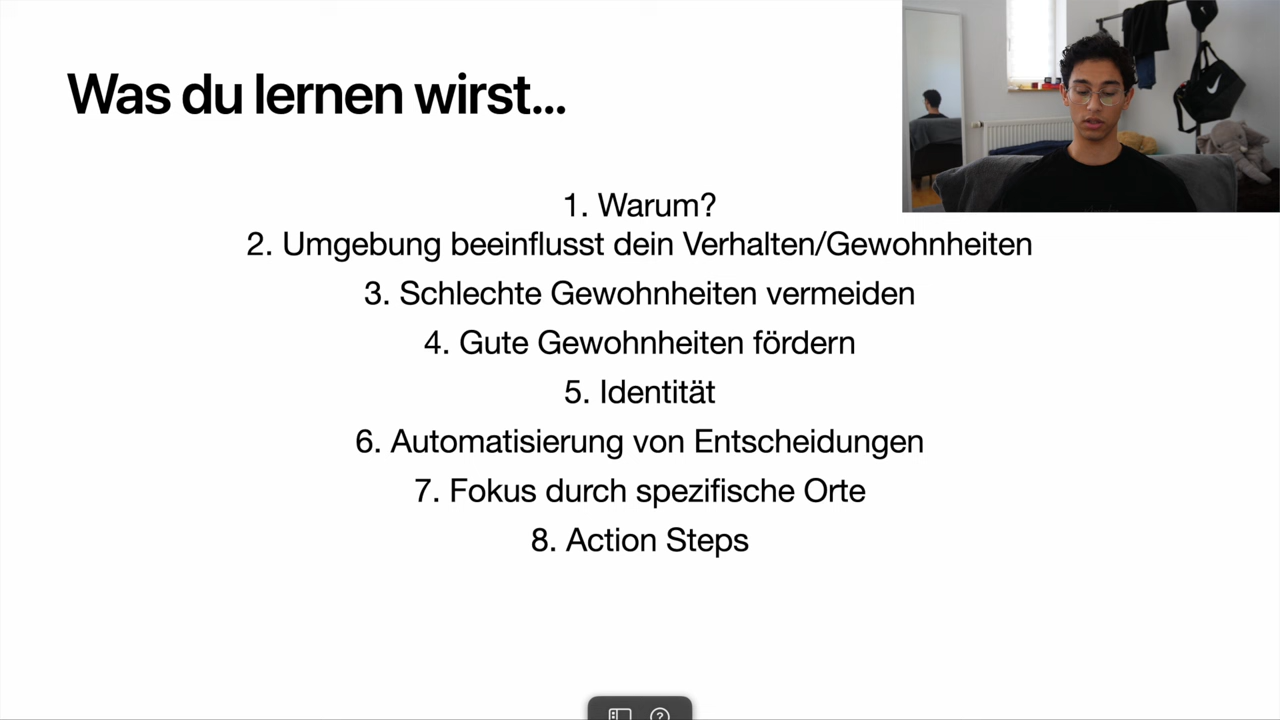 Was du lernen wirst...
1. Warum?
2. Umgebung beeinflusst dein Verhalten/Gewohnheiten
3. Schlechte Gewohnheiten vermeiden
4. Gute Gewohnheiten fördern
5. Identität
6. Automatisierung von Entscheidungen
7. Fokus durch spezifische Orte
8. Action Steps